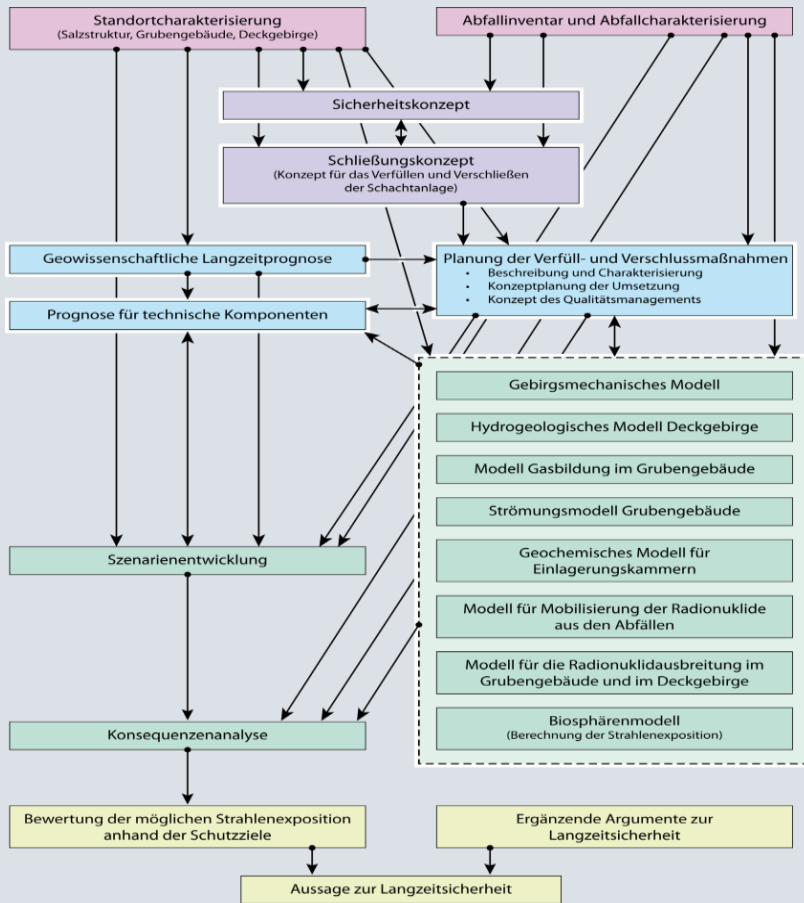 Standortcharakterisierung
(Salzstruktur, Grubengebäude, Deckgebirge)
Abfallinventar und Abfallcharakterisierung
Sicherheitskonzept
Schließungskonzept
(Konzept für das Verfüllen und Verschließen
der Schachtanlage)
Geowissenschaftliche Langzeitprognose
Planung der Verfüll- und Verschlussmaßnahmen
• Beschreibung und Charakterisierung
• Konzeptplanung der Umsetzung
• Konzept des Qualitätsmanagements
Prognose für technische Komponenten
Gebirgsmechanisches Modell
Hydrogeologisches Modell Deckgebirge
Modell Gasbildung im Grubengebäude
Strömungsmodell Grubengebäude
Szenarienentwicklung
Geochemisches Modell für
Einlagerungskammern
Modell für Mobilisierung der Radionuklide
aus den Abfällen
Modell für die Radionuklidausbreitung im
Grubengebäude und im Deckgebirge
Konsequenzenanalyse
Biosphärenmodell
(Berechnung der Strahlenexposition)
Bewertung der möglichen Strahlenexposition
anhand der Schutzziele
Ergänzende Argumente zur
Langzeitsicherheit
Aussage zur Langzeitsicherheit